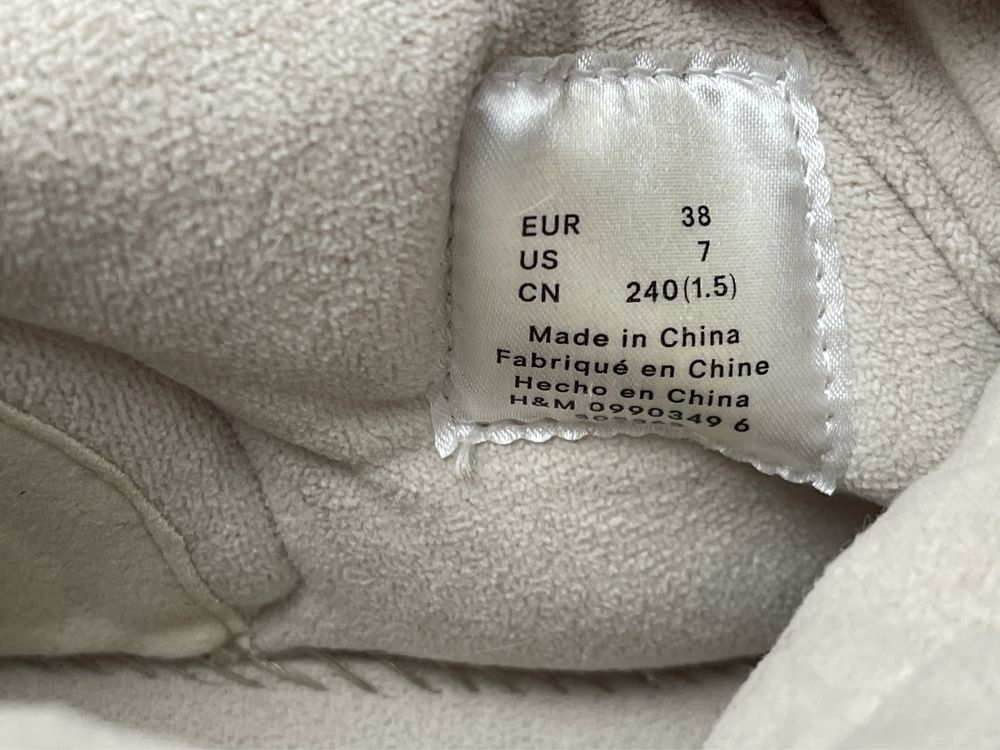 EUR 38
US 7
CN 240(1.5)
Made in China
Fabriqué en Chine
Hecho en China
H&M 0990349 6